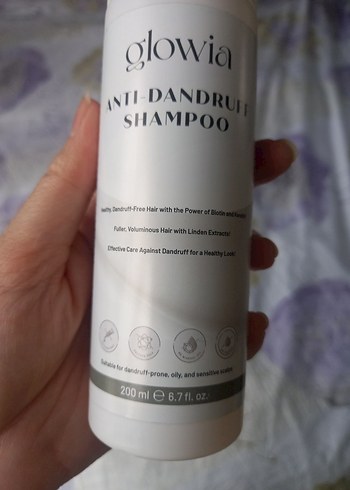 glowia
ANTI-DANDRUFF
SHAMPOO
Healthy, Dandruff-Free Hair with the Power of Biotin and
Fuller, Voluminous Hair with Linden Extracts!
Effective Care Against Dandruff for a Healthy Look!
Suitable for dandruff-prone, oily, and sensitive scalps
200 ml ℮ 6.7 fl. oz.